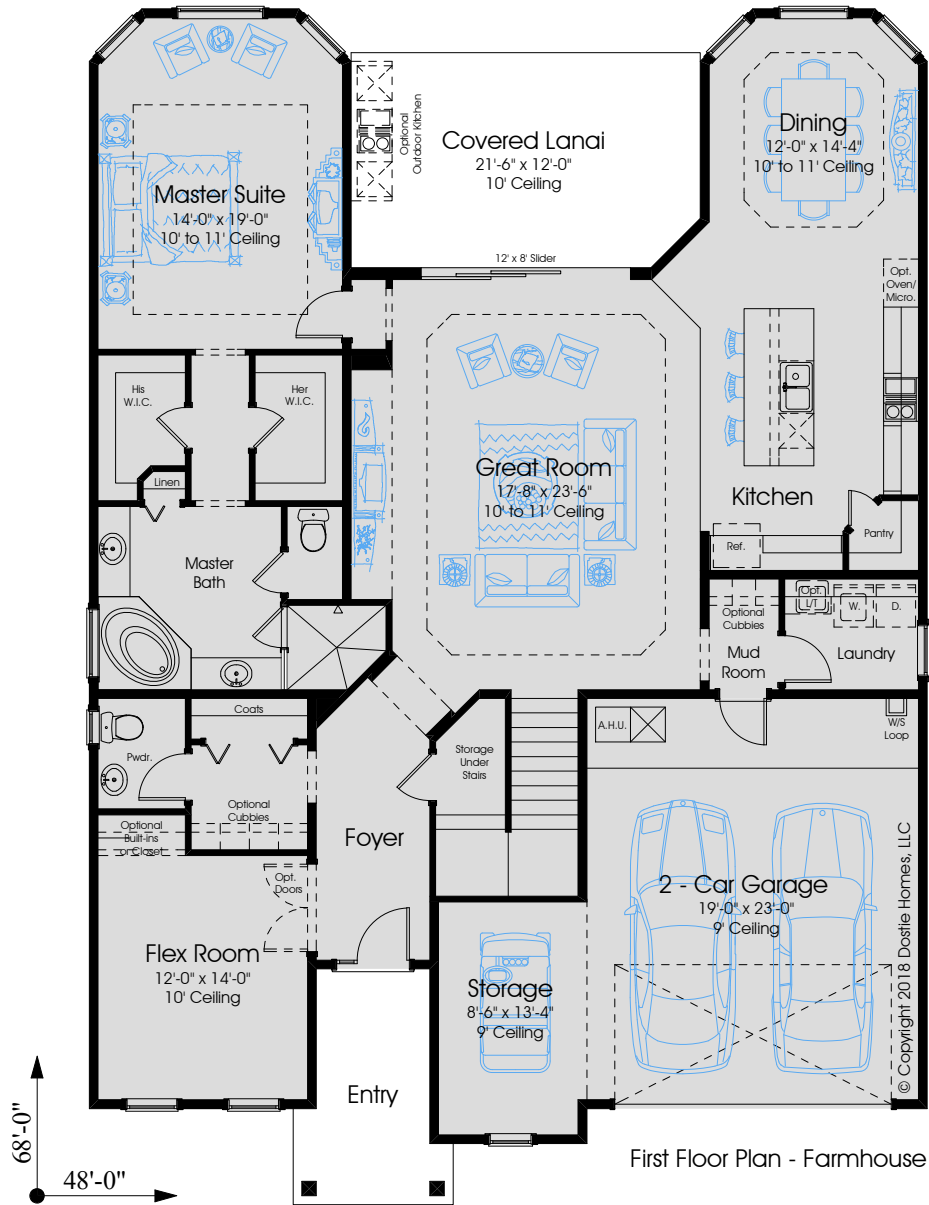 Master Suite
14'-0" x 19'-0"
10' to 11' Ceiling
Optional
Outdoor Kitchen
Covered Lanai
21'-6" x 12'-0"
10' Ceiling
12' x 8' Slider
Dining
12'-0" x 14'-4"
10' to 11' Ceiling
Opt.
Oven/
Micro.
His
W.I.C.
Her
W.I.C.
Linen
Great Room
17'-8" x 23'-6"
10' to 11' Ceiling
Kitchen
Ref.
Pantry
Master
Bath
Optional
Cubbies
Mud
Room
Opt.
L/T
W.
D.
Laundry
Coats
Pwdr.
Optional
Cubbies
Storage
Under
Stairs
A.H.U.
W/S
Loop
Optional
Built-ins
or Closet
Foyer
Opt.
Doors
Flex Room
12'-0" x 14'-0"
10' Ceiling
2 - Car Garage
19'-0" x 23'-0"
9' Ceiling
Storage
8'-6" x 13'-4"
9' Ceiling
Entry
© Copyright 2018 Dostie Homes, LLC
68'-0"
48'-0"
First Floor Plan - Farmhouse